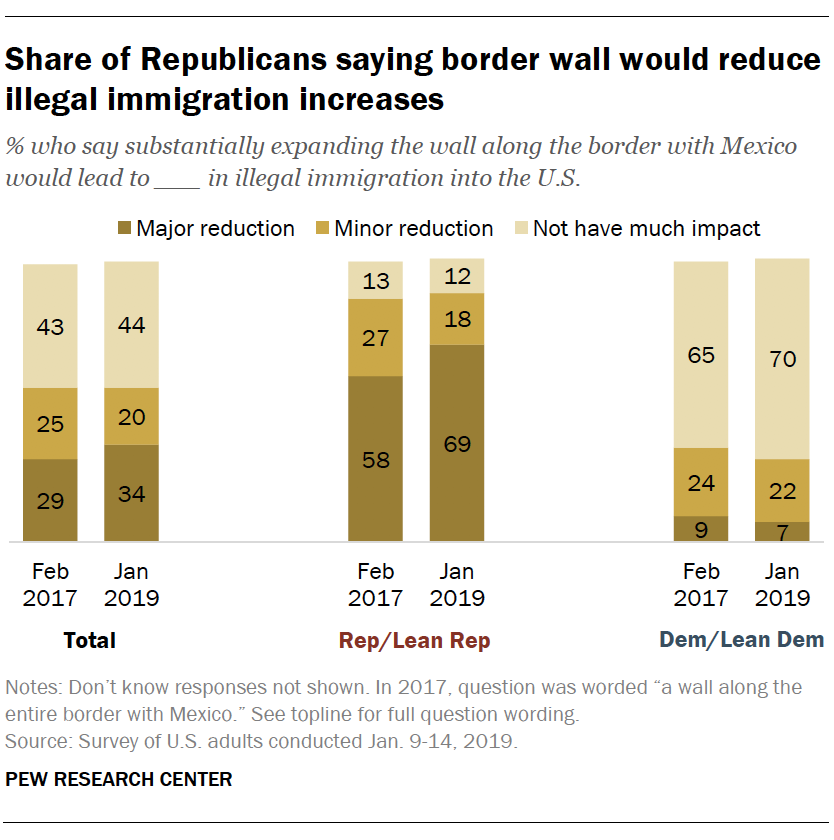 Share of Republicans saying border wall would reduce
illegal immigration increases
% who say substantially expanding the wall along the border with Mexico
would lead to ____ in illegal immigration into the U.S.
Major reduction Minor reduction Not have much impact
43 44 13 12 65 70
25 20 27 18 24 22
29 34 58 69 9 7
Feb Jan Feb Jan Feb Jan
2017 2019 2017 2019 2017 2019
Total Rep/Lean Rep Dem/Lean Dem
Notes: Don’t know responses not shown. In 2017, question was worded “a wall along the
entire border with Mexico.” See topline for full question wording.
Source: Survey of U.S. adults conducted Jan. 9-14, 2019.
PEW RESEARCH CENTER